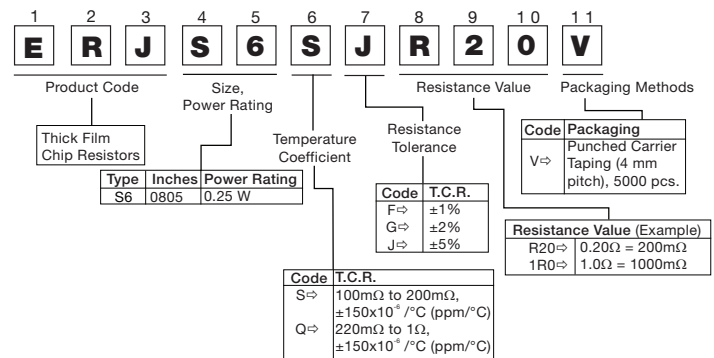 1 2 3 4 5 6 7 8 9 10 11
E R J S 6 S J R 2 0 V
Product Code
Size,
Power Rating
Resistance Value
Packaging Methods
Thick Film
Chip Resistors
Temperature
Coefficient
Resistance
Tolerance
Code Packaging
V⇨ Punched Carrier
Taping (4 mm
pitch), 5000 pcs.
Type Inches Power Rating
S6 0805 0.25 W
Code T.C.R.
F⇨ ±1%
G⇨ ±2%
J⇨ ±5%
Resistance Value (Example)
R20⇨ 0.20Ω = 200mΩ
1R0⇨ 1.0Ω = 1000mΩ
Code T.C.R.
S⇨ 100mΩ to 200mΩ,
±150x10⁻⁶ /°C (ppm/°C)
Q⇨ 220mΩ to 1Ω,
±150x10⁻⁶ /°C (ppm/°C)